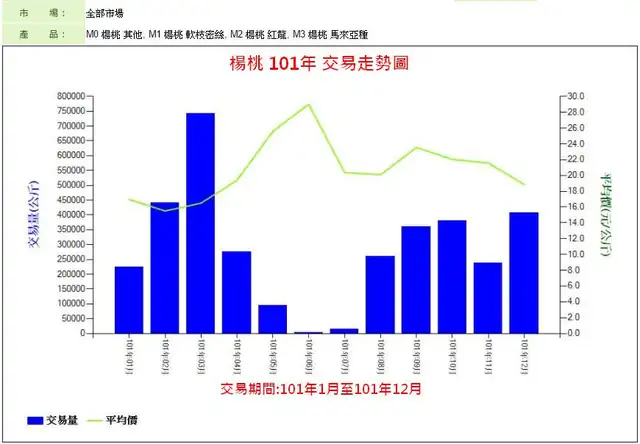 市 場： 全部市場
產 品： M0 楊桃 其他, M1 楊桃 軟枝密絲, M2 楊桃 紅龍, M3 楊桃 馬來亞種
楊桃 101年 交易走勢圖
800000 30.0
750000 28.0
700000 26.0
650000 24.0
600000 22.0
550000 20.0
500000 18.0
450000 16.0
400000 14.0
350000 12.0
300000 10.0
250000 8.0
200000 6.0
150000 4.0
100000 2.0
50000 0.0
0
交易量(公斤)
平均價(元/公斤)
101年01月 101年02月 101年03月 101年04月 101年05月 101年06月 101年07月 101年08月 101年09月 101年10月 101年11月 101年12月
交易期間:101年1月至101年12月
交易量 平均價